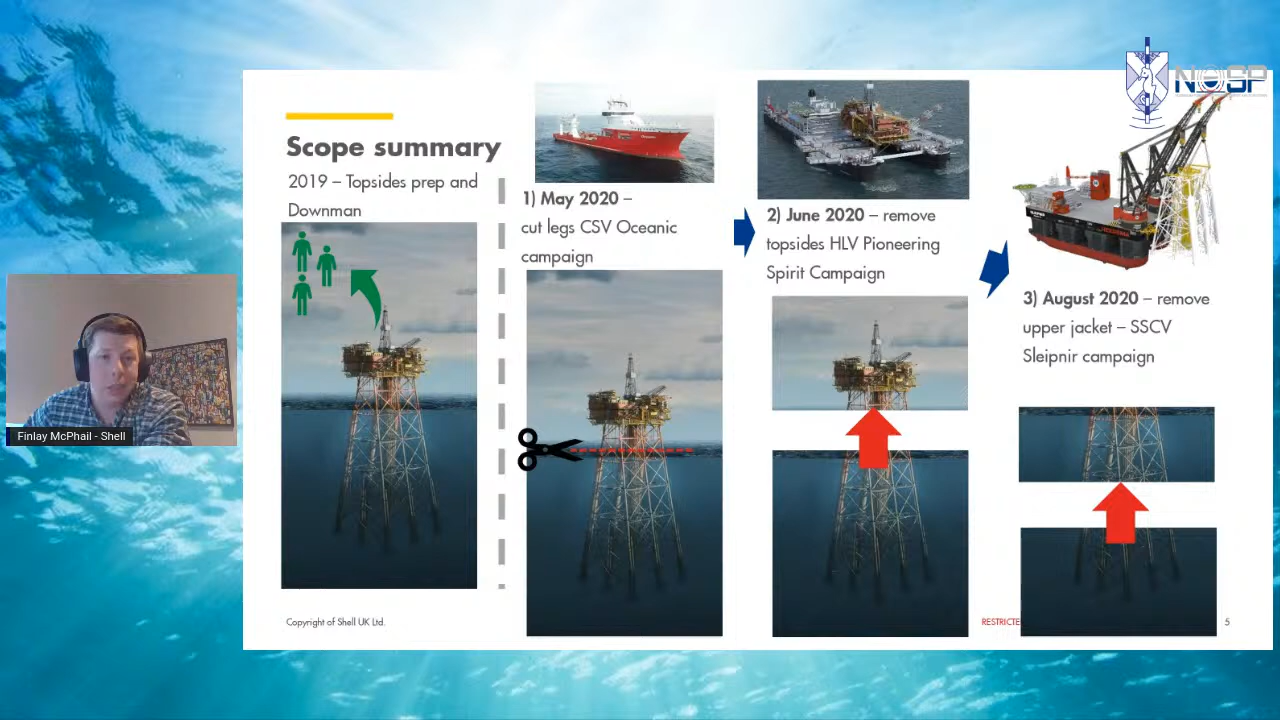 NOSP
Scope summary
2019 – Topsides prep and
Downman
1) May 2020 –
cut legs CSV Oceanic
campaign
2) June 2020 – remove
topsides HLV Pioneering
Spirit Campaign
3) August 2020 – remove
upper jacket – SSCV
Sleipnir campaign
Finlay McPhail - Shell
Copyright of Shell UK Ltd.
RESTRICTE
5